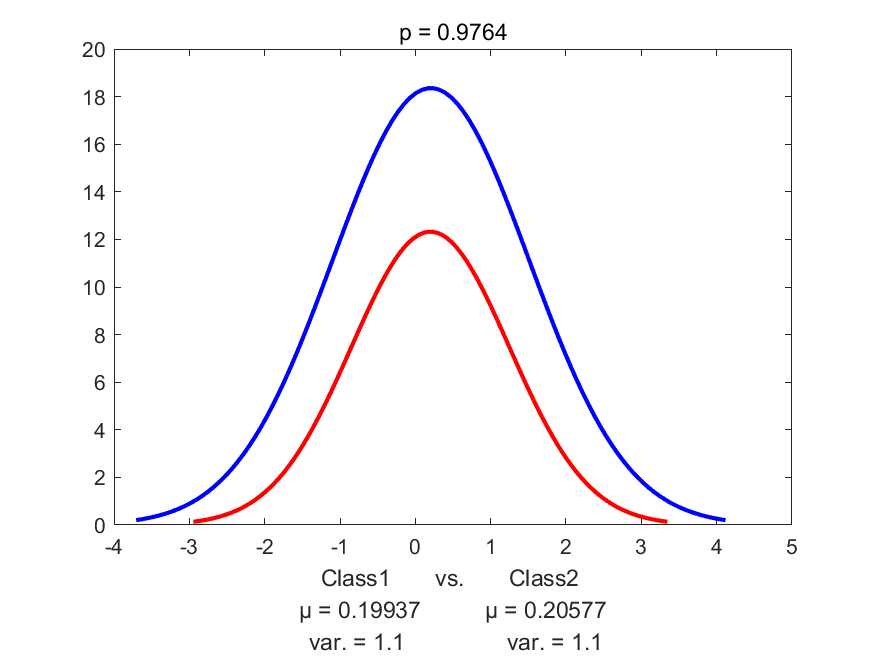 p = 0.9764
20
18
16
14
12
10
8
6
4
2
0
-4 -3 -2 -1 0 1 2 3 4 5
Class1 vs. Class2
μ = 0.19937 μ = 0.20577
var. = 1.1 var. = 1.1